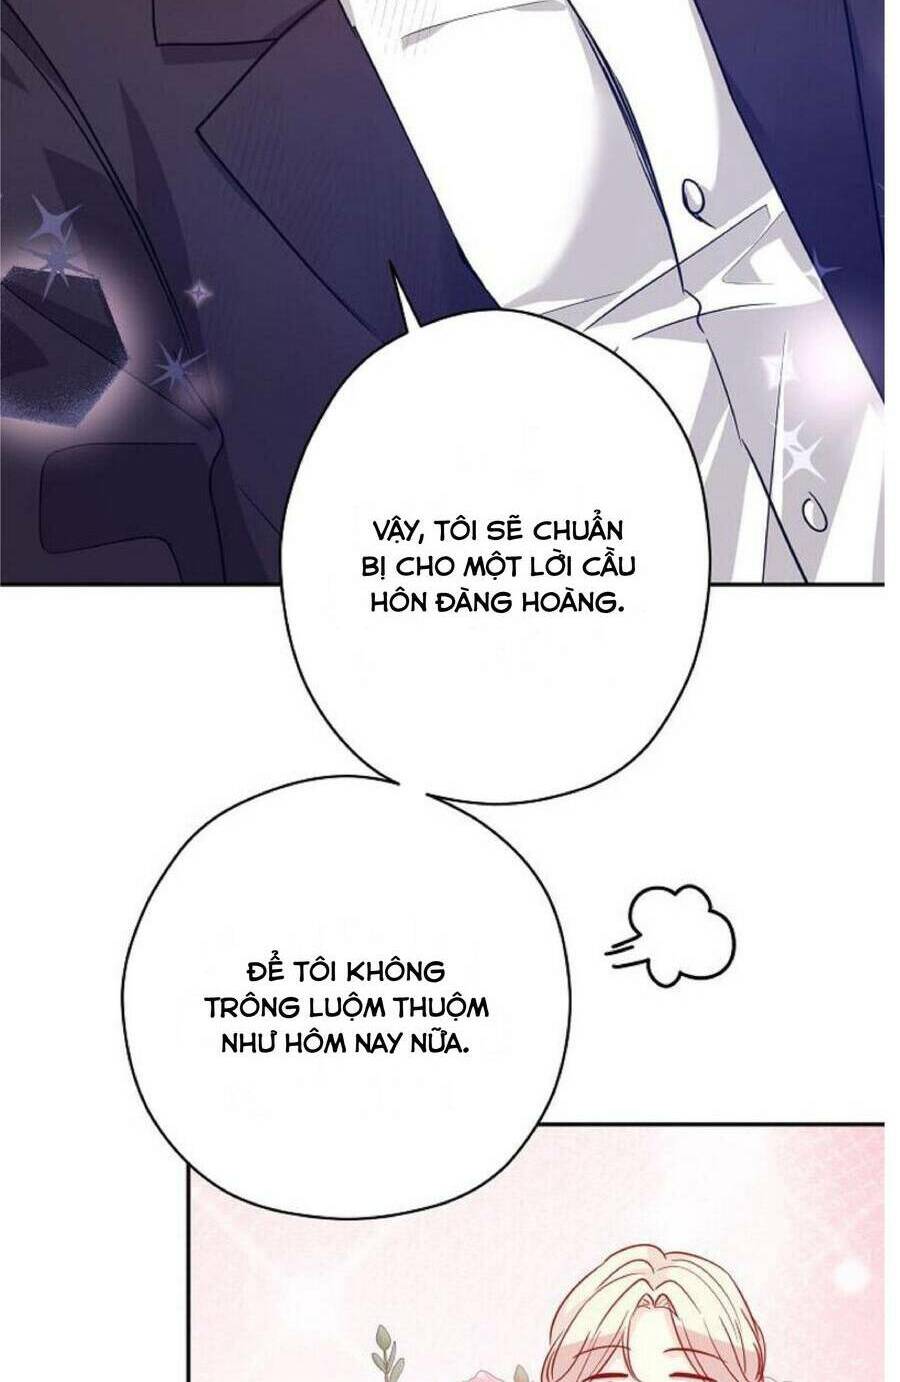 VẬY, TÔI SẼ CHUẨN
BỊ CHO MỘT LỜI CẦU
HÔN ĐÀNG HOÀNG.
ĐỂ TÔI KHÔNG
TRÔNG LUỘM THUỘM
NHƯ HÔM NAY NỮA.